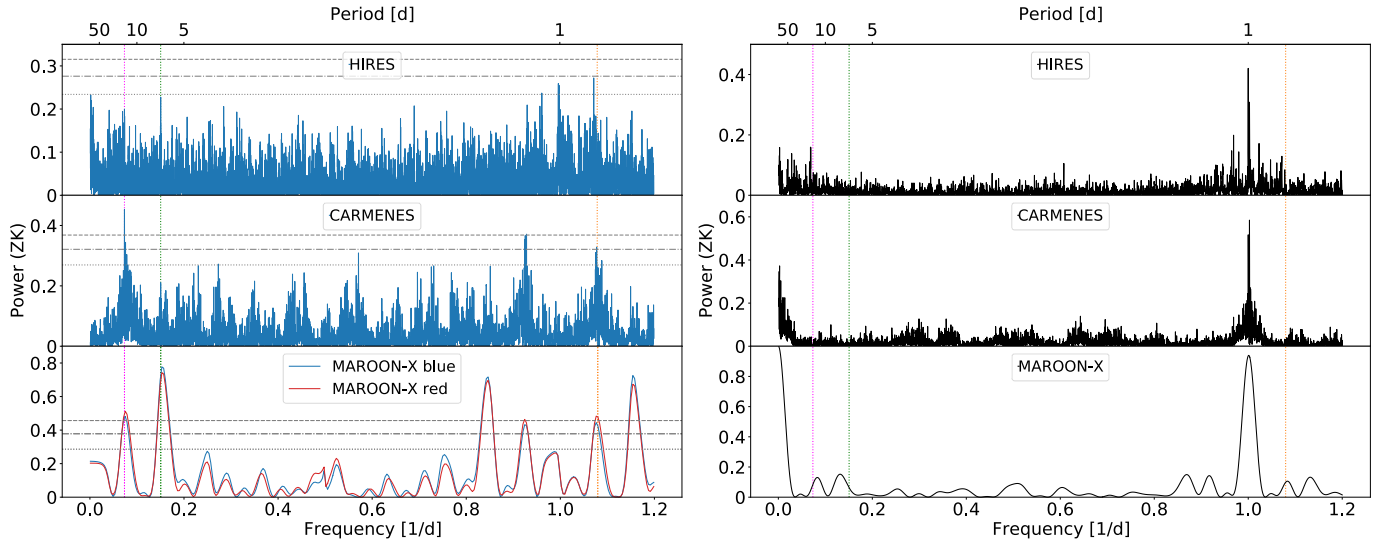 Period [d]
50 10 5 1
HIRES
0.3
0.2
0.1
0
CARMENES
0.4
0.2
0
Power (ZK)
MAROON-X blue
MAROON-X red
0.8
0.6
0.4
0.2
0
0.0 0.2 0.4 0.6 0.8 1.0 1.2
Frequency [1/d]
Period [d]
50 10 5 1
HIRES
0.4
0.2
0
CARMENES
0.6
0.4
0.2
0
Power (ZK)
MAROON-X
0.8
0.6
0.4
0.2
0
0.0 0.2 0.4 0.6 0.8 1.0 1.2
Frequency [1/d]